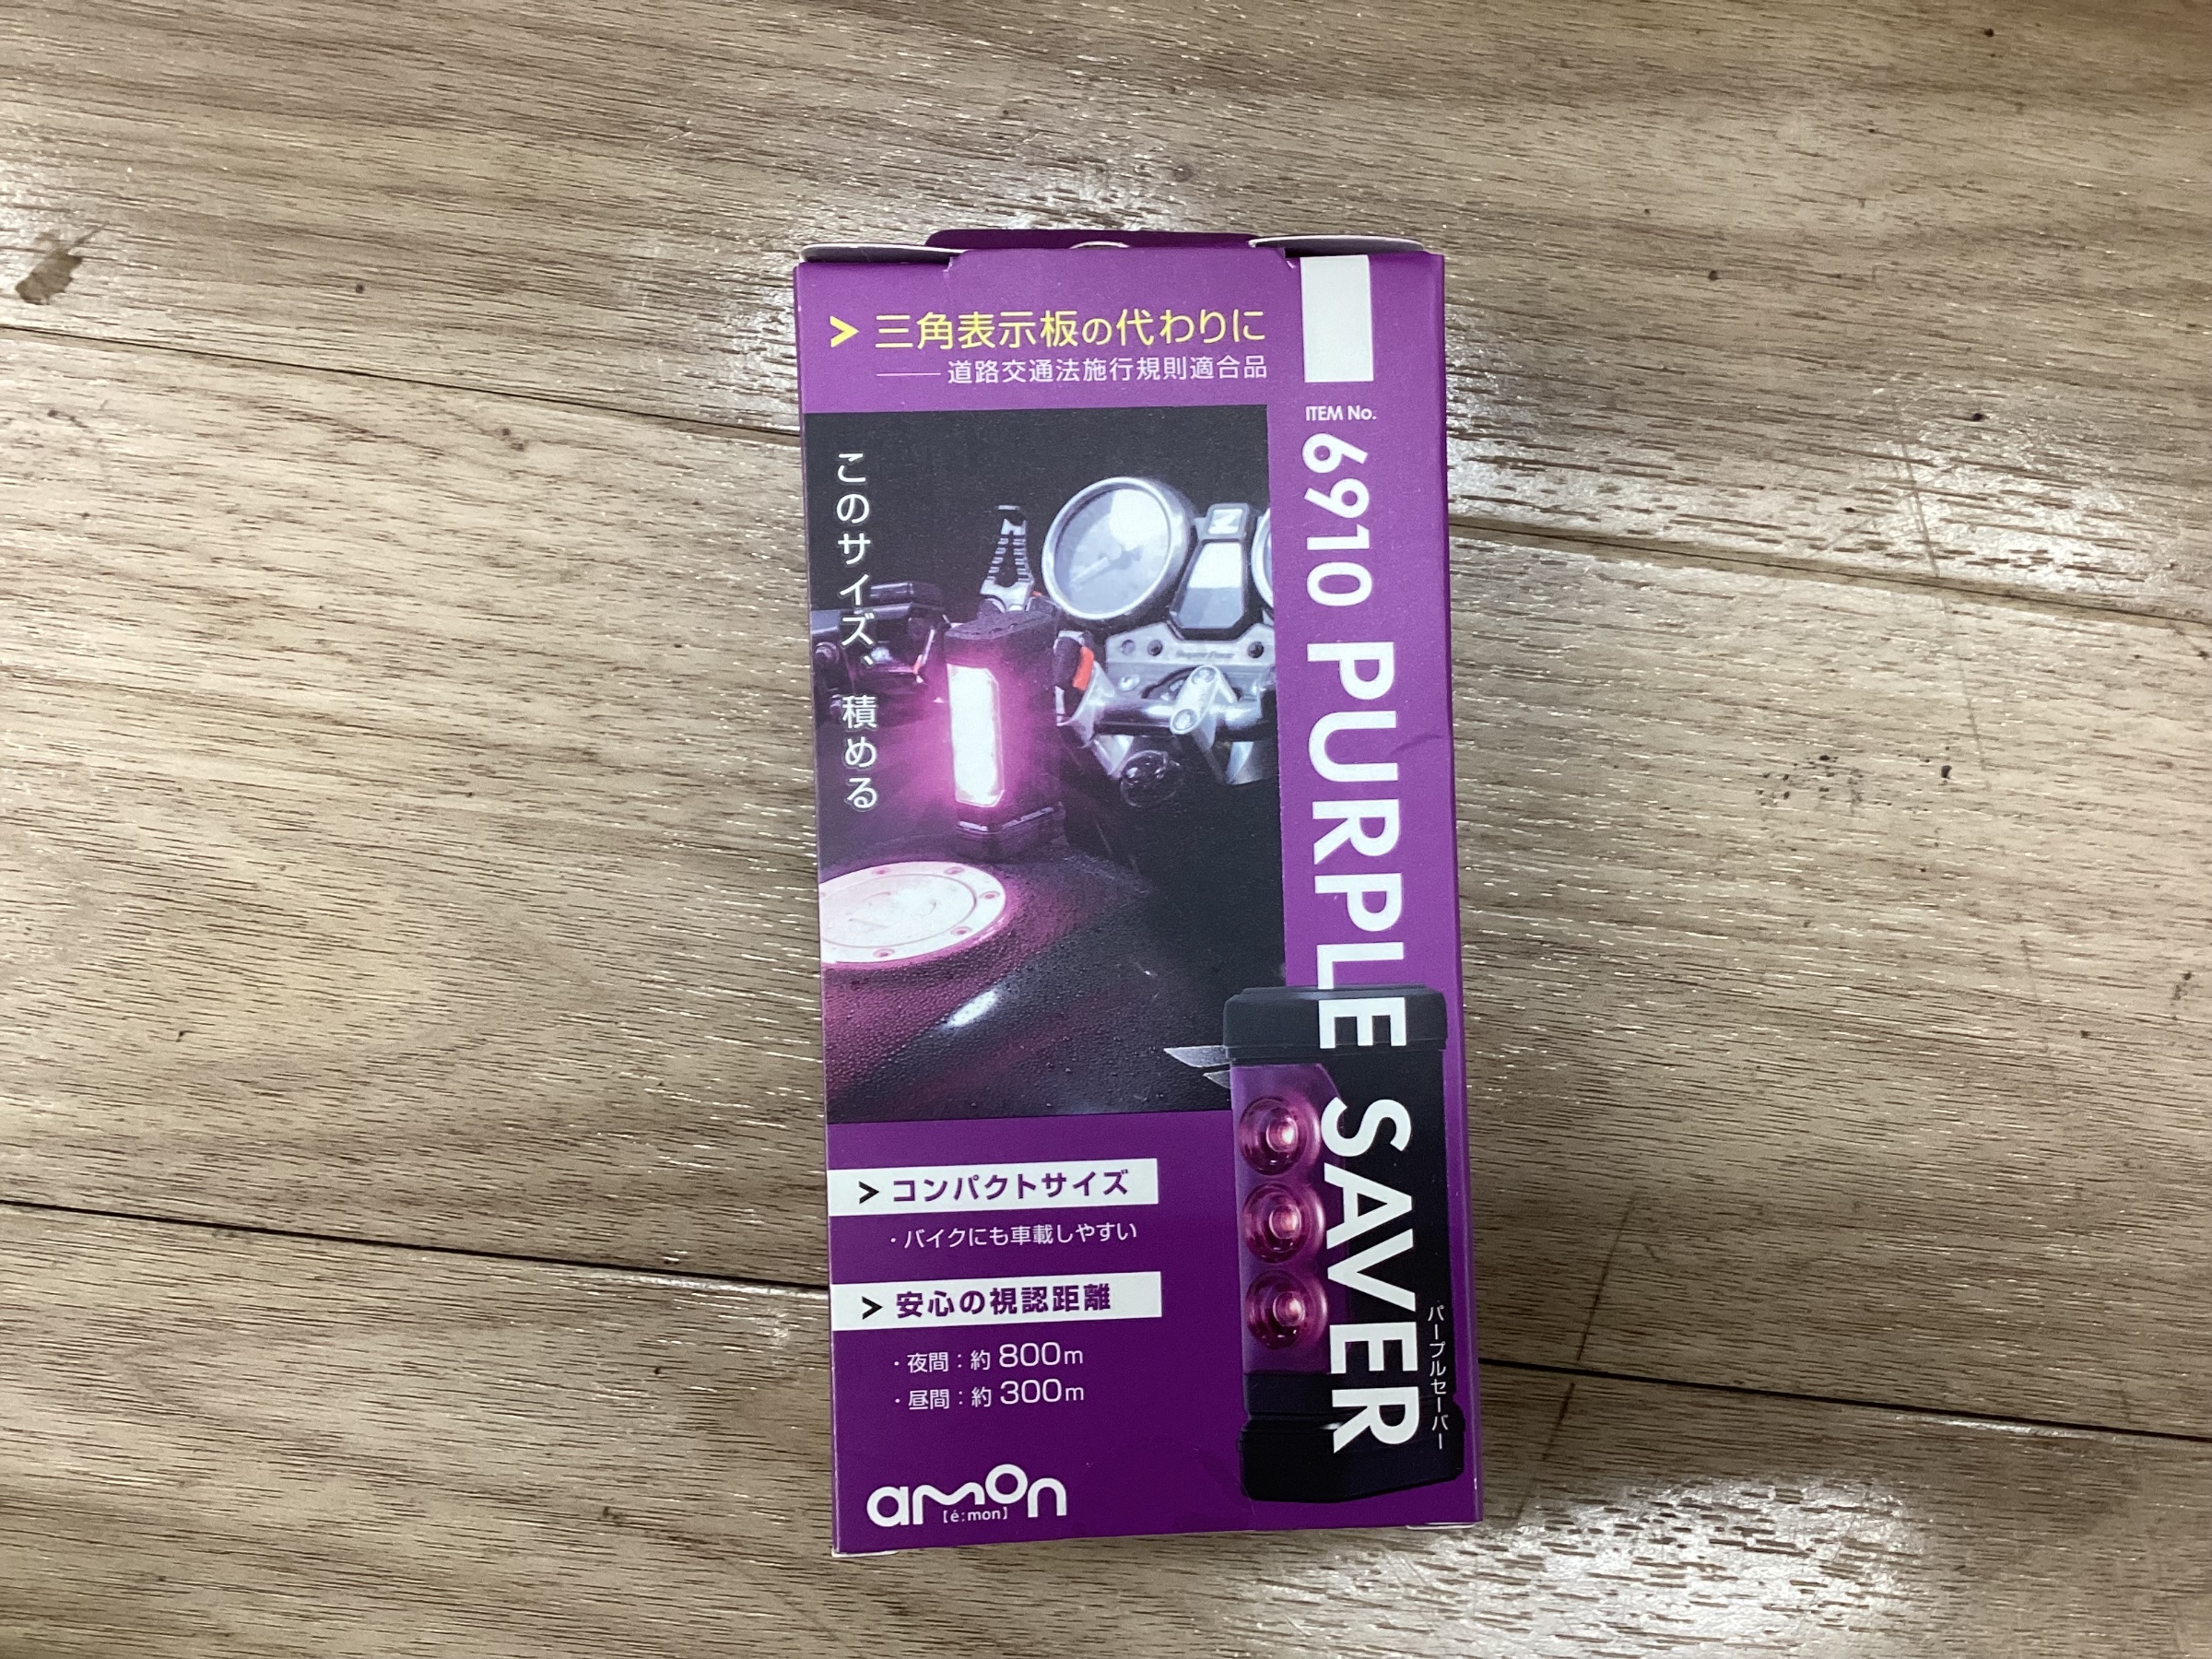 > 三角表示板の代わりに
道路交通法施行規則適合品
このサイズ、積める
ITEM No.
6910 PURPLE SAVER
パープルセーバー
> コンパクトサイズ
・バイクにも車載しやすい
> 安心の視認距離
・夜間：約 800m
・昼間：約 300m
amon
[é:mon]